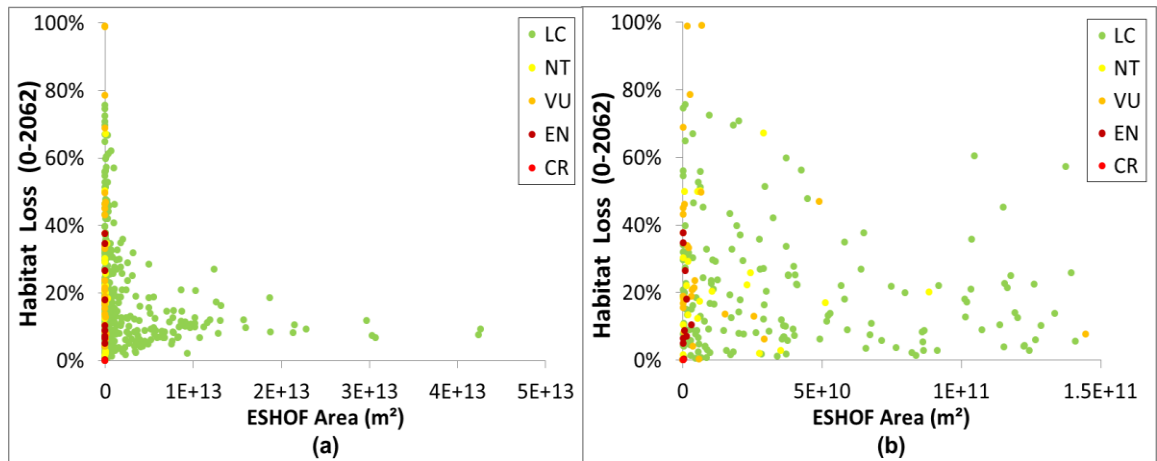 100%
80%
60%
40%
20%
0%
Habitat Loss (0-2062)
LC
NT
VU
EN
CR
0 1E+13 2E+13 3E+13 4E+13 5E+13
ESHOF Area (m²)
(a)
100%
80%
60%
40%
20%
0%
Habitat Loss (0-2062)
LC
NT
VU
EN
CR
0 5E+10 1E+11 1.5E+11
ESHOF Area (m²)
(b)